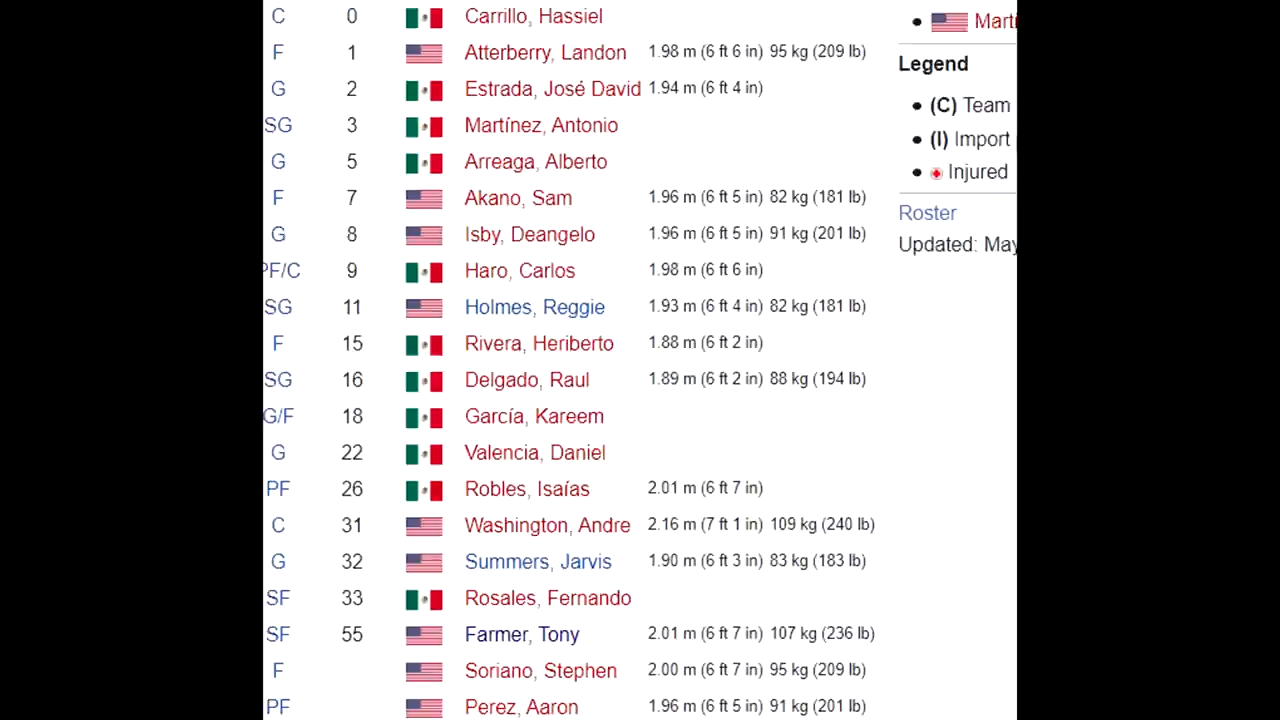 C 0 Carrillo, Hassiel
F 1 Atterberry, Landon 1.98 m (6 ft 6 in) 95 kg (209 lb)
G 2 Estrada, José David 1.94 m (6 ft 4 in)
SG 3 Martínez, Antonio
G 5 Arreaga, Alberto
F 7 Akano, Sam 1.96 m (6 ft 5 in) 82 kg (181 lb)
G 8 Isby, Deangelo 1.96 m (6 ft 5 in) 91 kg (201 lb)
PF/C 9 Haro, Carlos 1.98 m (6 ft 6 in)
SG 11 Holmes, Reggie 1.93 m (6 ft 4 in) 82 kg (181 lb)
F 15 Rivera, Heriberto 1.88 m (6 ft 2 in)
SG 16 Delgado, Raul 1.89 m (6 ft 2 in) 88 kg (194 lb)
G/F 18 García, Kareem
G 22 Valencia, Daniel
PF 26 Robles, Isaías 2.01 m (6 ft 7 in)
C 31 Washington, Andre 2.16 m (7 ft 1 in) 109 kg (240 lb)
G 32 Summers, Jarvis 1.90 m (6 ft 3 in) 83 kg (183 lb)
SF 33 Rosales, Fernando
SF 55 Farmer, Tony 2.01 m (6 ft 7 in) 107 kg (236 lb)
F Soriano, Stephen 2.00 m (6 ft 7 in) 95 kg (209 lb)
PF Perez, Aaron 1.96 m (6 ft 5 in) 91 kg (201 lb)
Legend
(C) Team
(I) Import
Injured
Roster
Updated: May